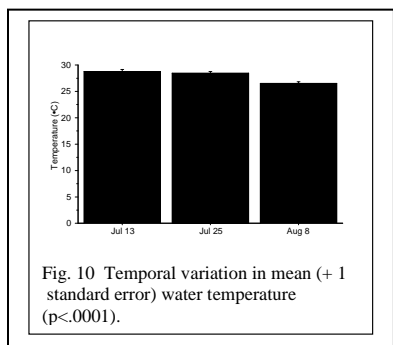 30
25
20
15
10
5
0
Temperature (•C)
Jul 13 Jul 25 Aug 8
Fig. 10 Temporal variation in mean (+ 1
standard error) water temperature
(p<.0001).